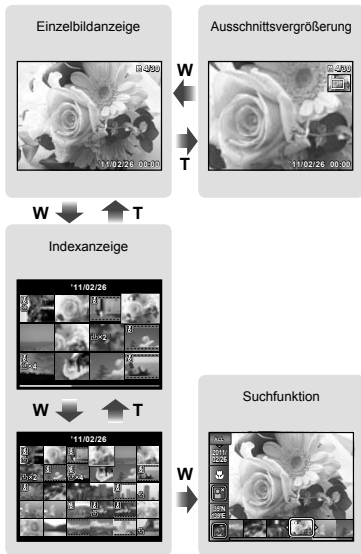 Einzelbildanzeige
4/30
'11/02/26 00:00
W
T
Ausschnittsvergrößerung
4/30
'11/02/26 00:00
W T
Indexanzeige
'11/02/26
×2
×4
W T
'11/02/26
×2 ×4
W
Suchfunktion
ALL
2011/
02/26